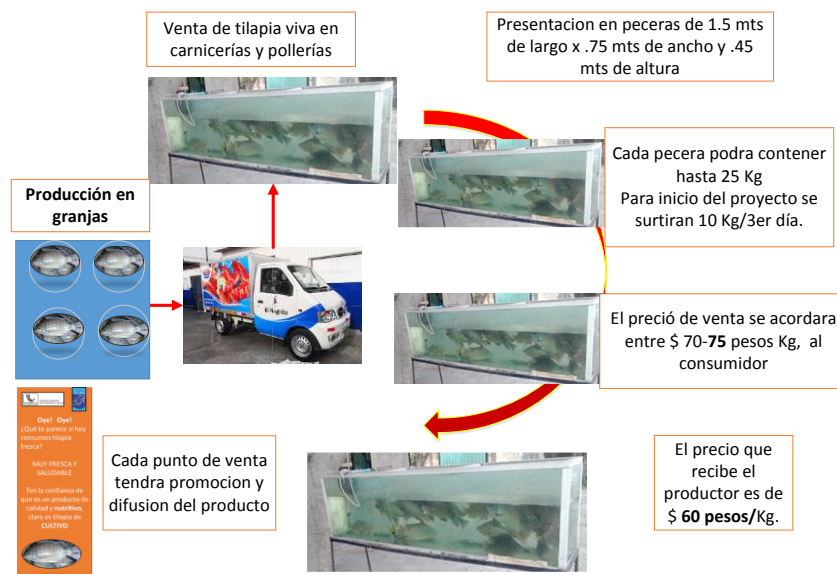 Venta de tilapia viva en
carnicerías y pollerías
Presentacion en peceras de 1.5 mts
de largo x .75 mts de ancho y .45
mts de altura
Cada pecera podra contener
hasta 25 Kg
Para inicio del proyecto se
surtiran 10 Kg/3er día.
Producción en
granjas
El preció de venta se acordara
entre $ 70-75 pesos Kg, al
consumidor
Oye! Oye!
¿Qué te parece si hoy
consumes tilapia
fresca?
MUY FRESCA Y
SALUDABLE
Ten la confianza de
que es un producto de
calidad y nutritivo,
claro es tilapia de
CULTIVO
Cada punto de venta
tendra promocion y
difusion del producto
El precio que
recibe el
productor es de
$ 60 pesos/Kg.